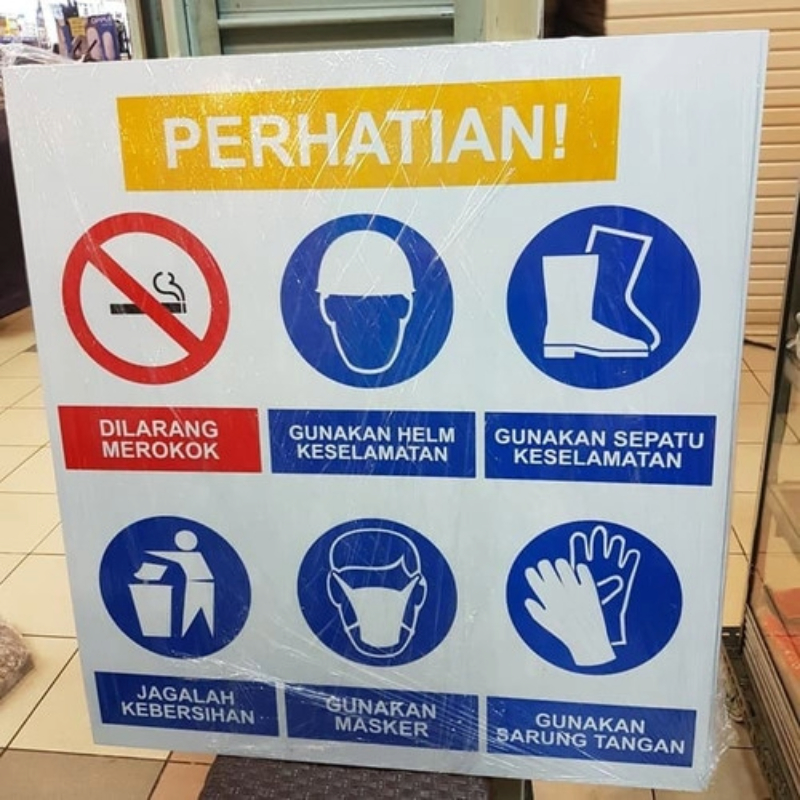 PERHATIAN!
DILARANG
MEROKOK
GUNAKAN HELM
KESELAMATAN
GUNAKAN SEPATU
KESELAMATAN
JAGALAH
KEBERSIHAN
GUNAKAN
MASKER
GUNAKAN
SARUNG TANGAN